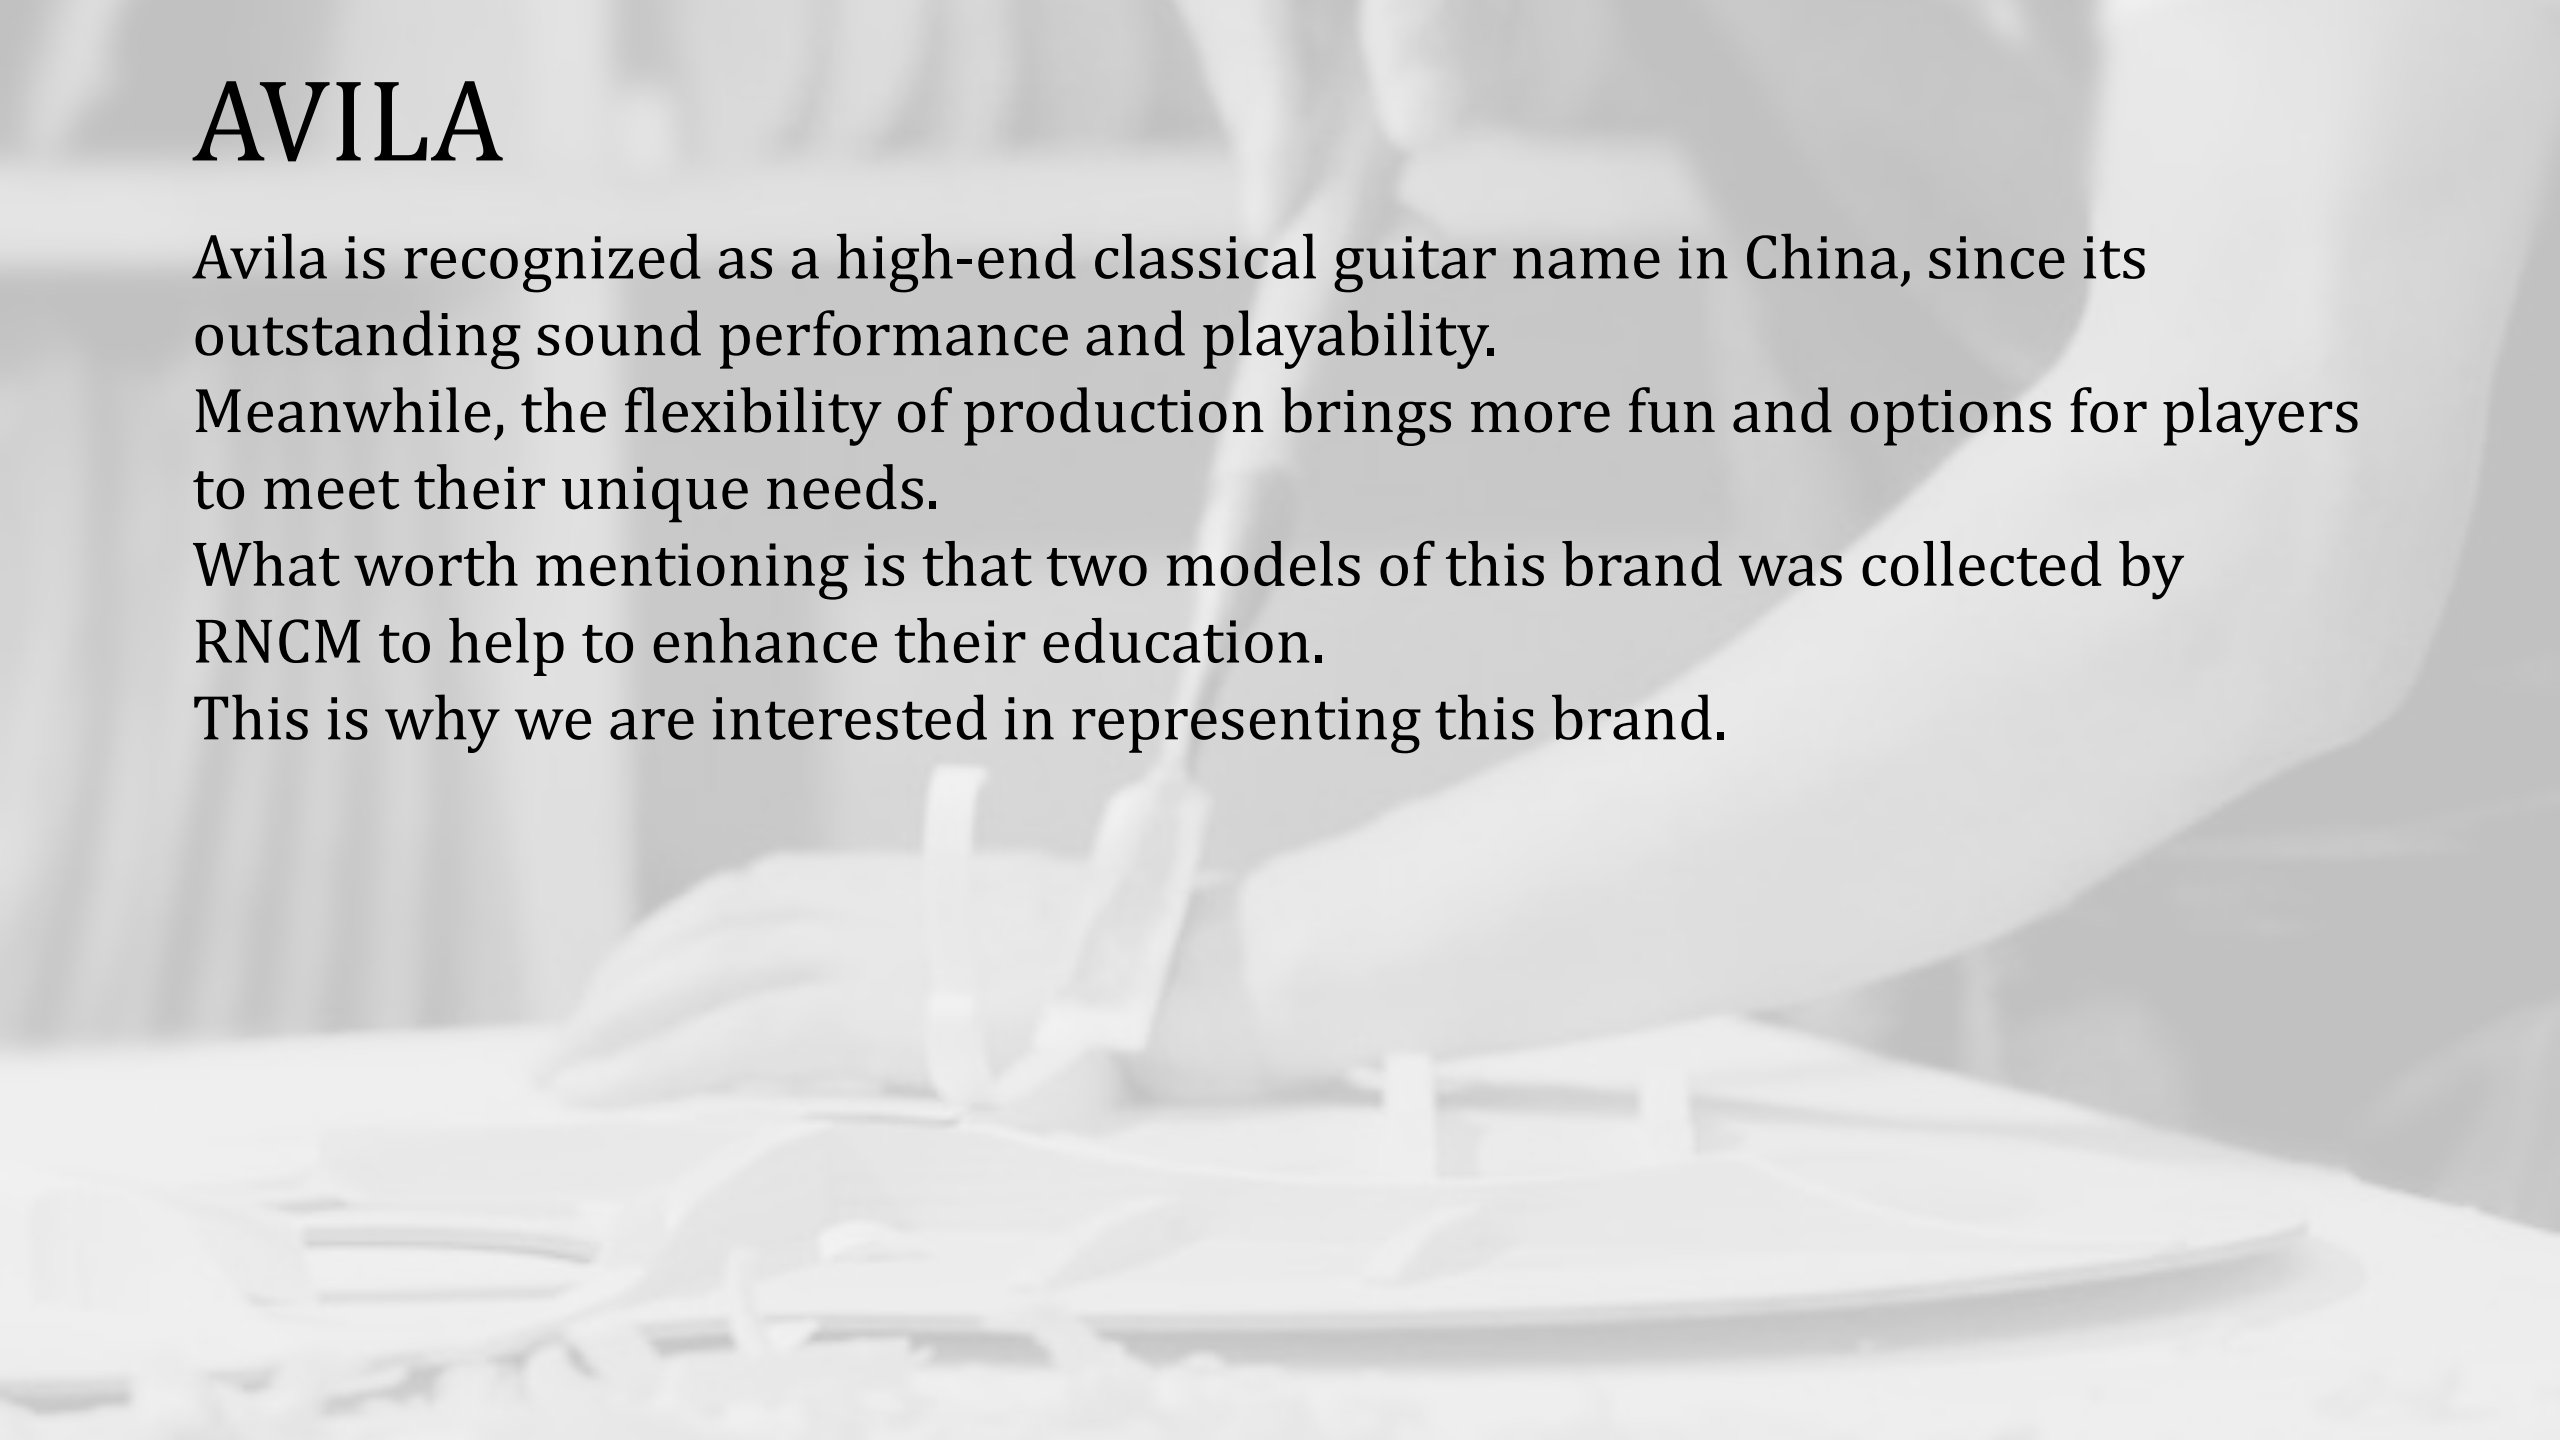 AVILA
Avila is recognized as a high-end classical guitar name in China, since its
outstanding sound performance and playability.
Meanwhile, the flexibility of production brings more fun and options for players
to meet their unique needs.
What worth mentioning is that two models of this brand was collected by
RNCM to help to enhance their education.
This is why we are interested in representing this brand.